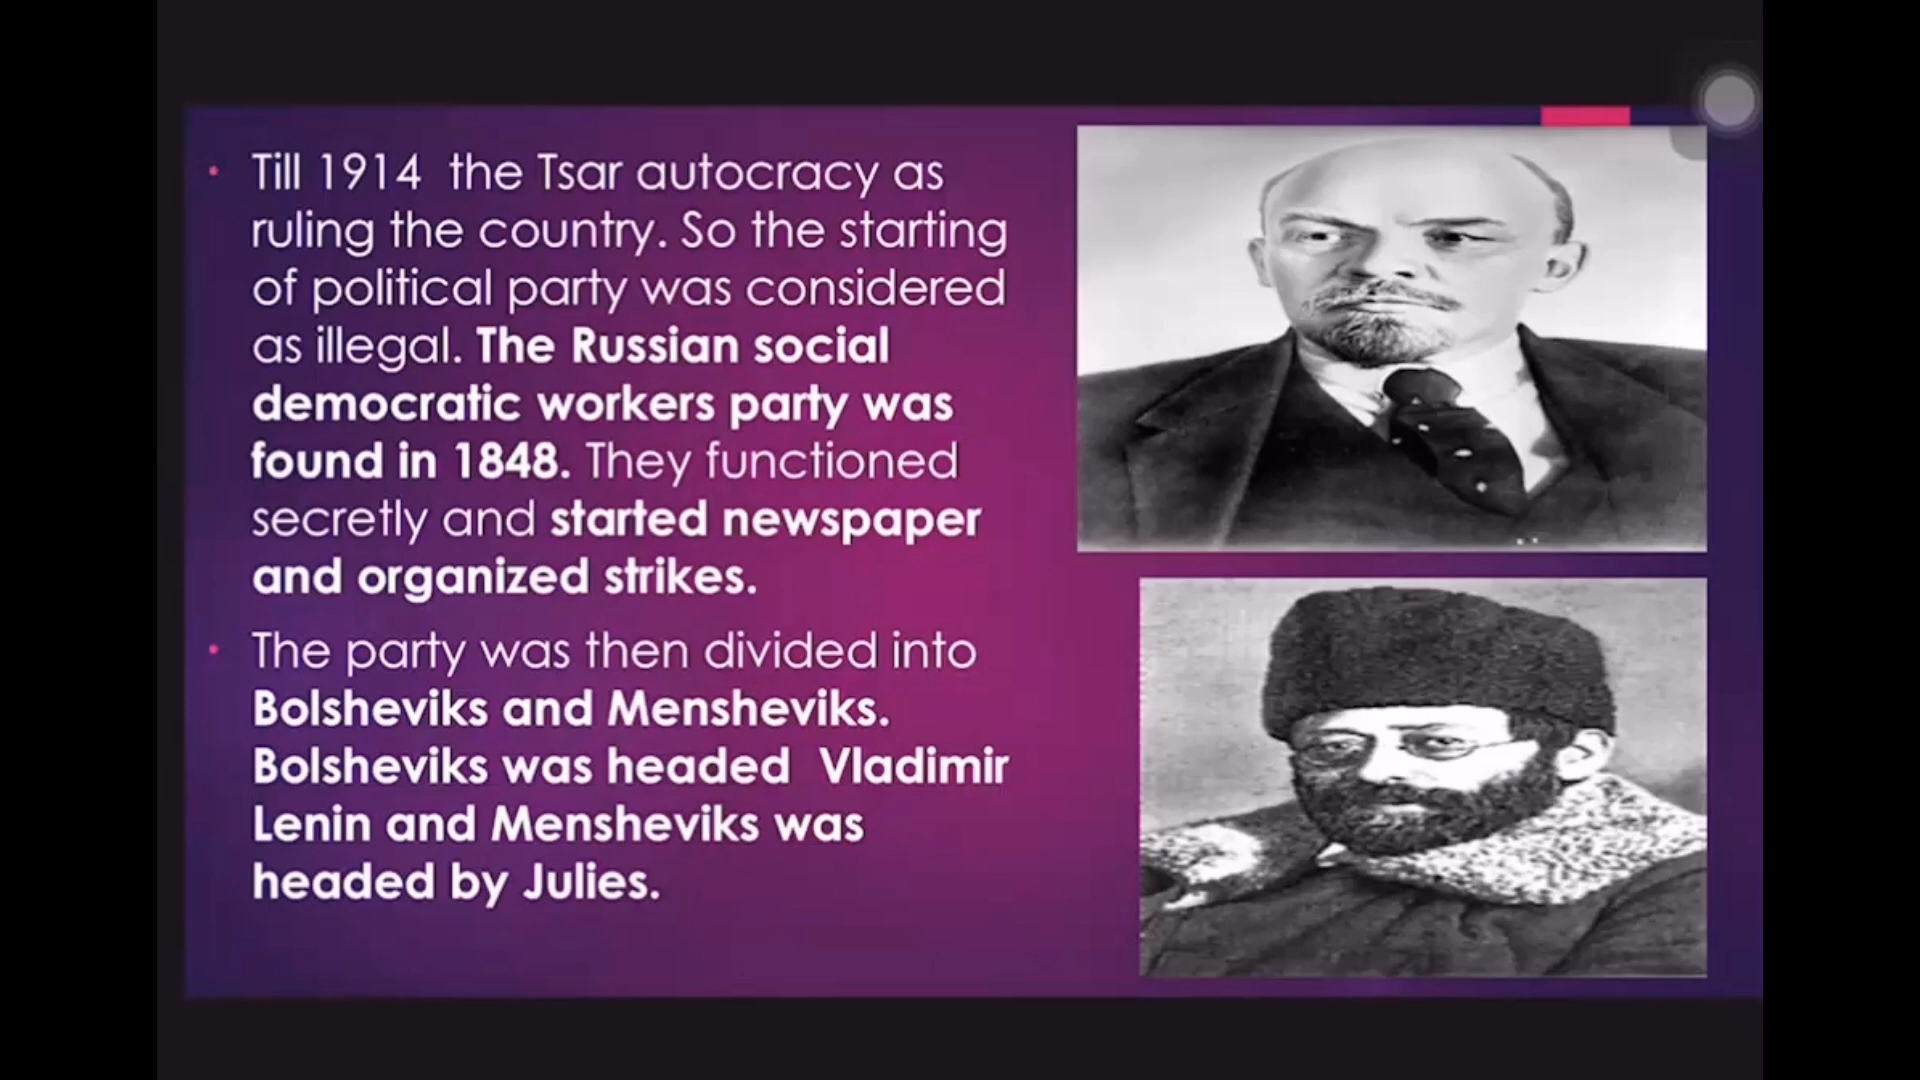 Till 1914 the Tsar autocracy as
ruling the country. So the starting
of political party was considered
as illegal. The Russian social
democratic workers party was
found in 1848. They functioned
secretly and started newspaper
and organized strikes.
The party was then divided into
Bolsheviks and Mensheviks.
Bolsheviks was headed Vladimir
Lenin and Mensheviks was
headed by Julies.